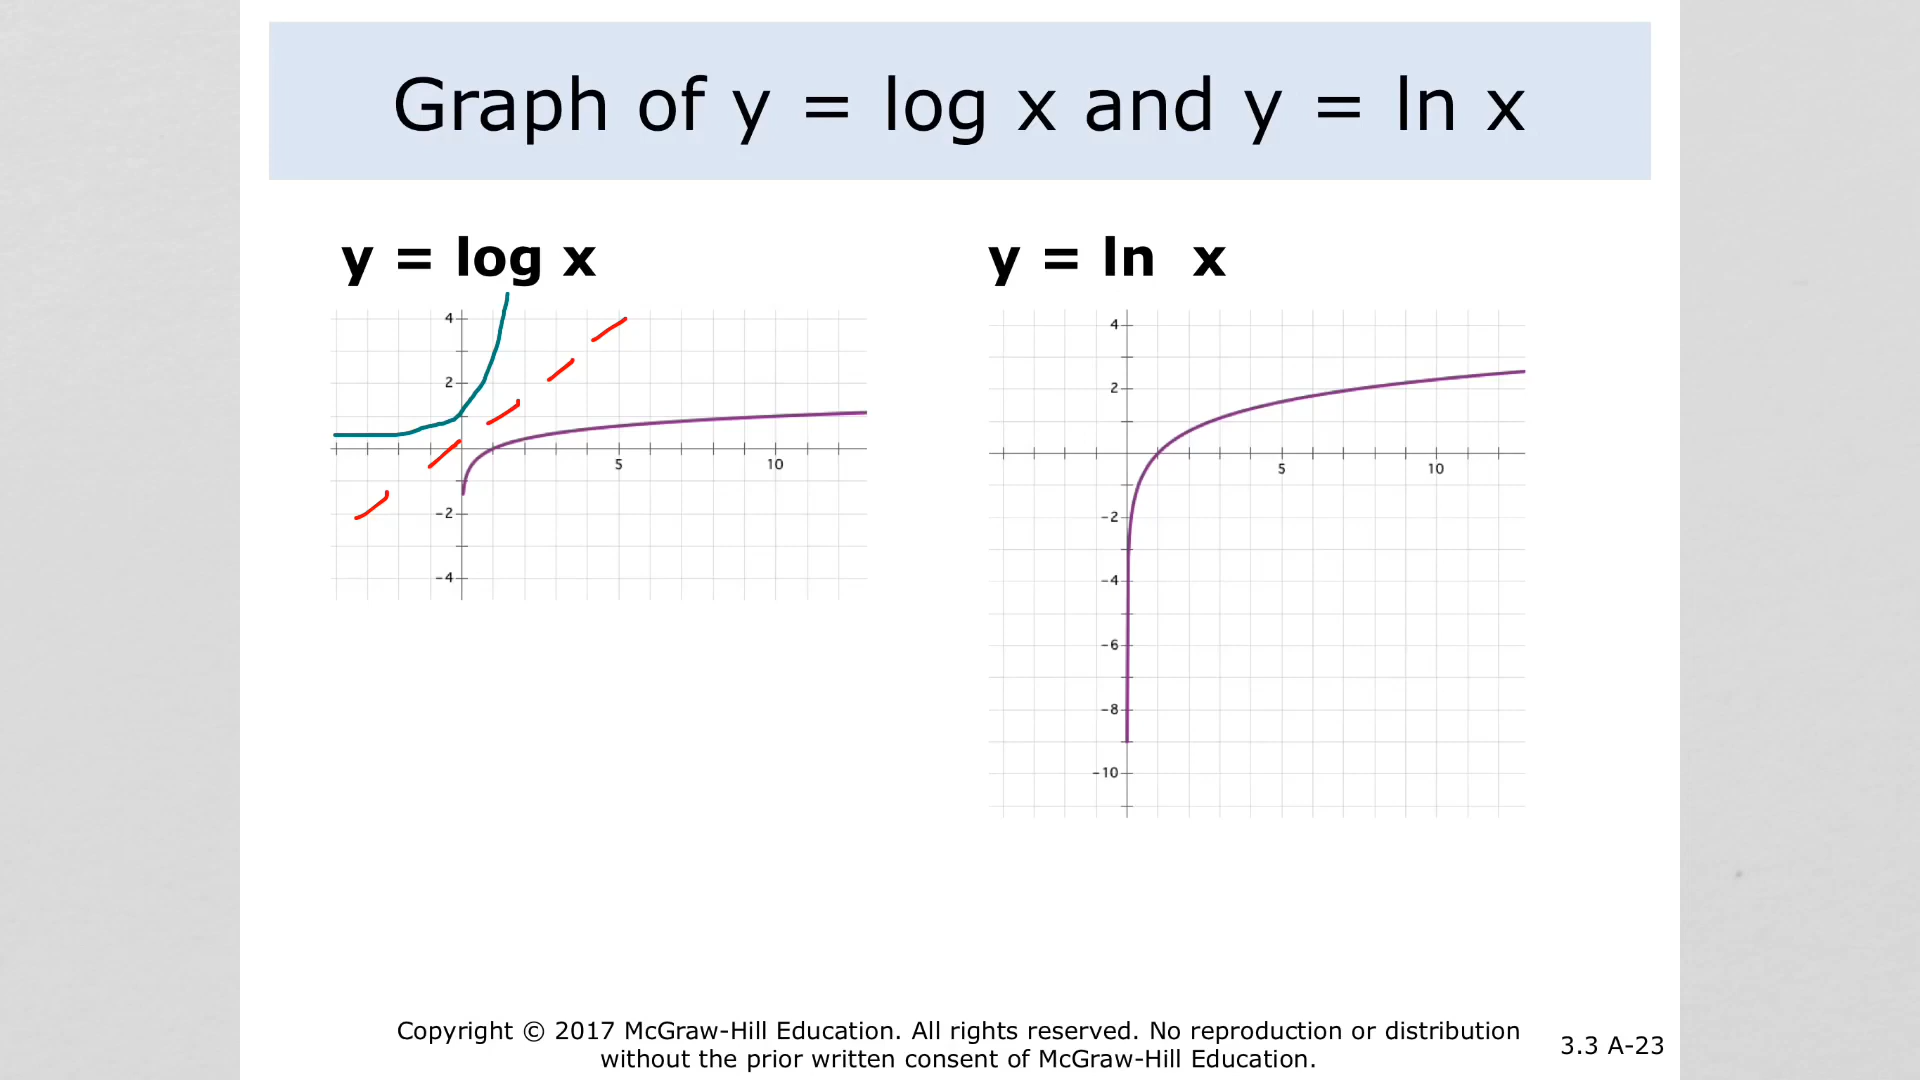 Graph of y = log x and y = ln x
y = log x
y = ln x
4
2
5
10
-2
-4
4
2
5
10
-2
-4
-6
-8
-10
Copyright © 2017 McGraw-Hill Education. All rights reserved. No reproduction or distribution
without the prior written consent of McGraw-Hill Education.
3.3 A-23